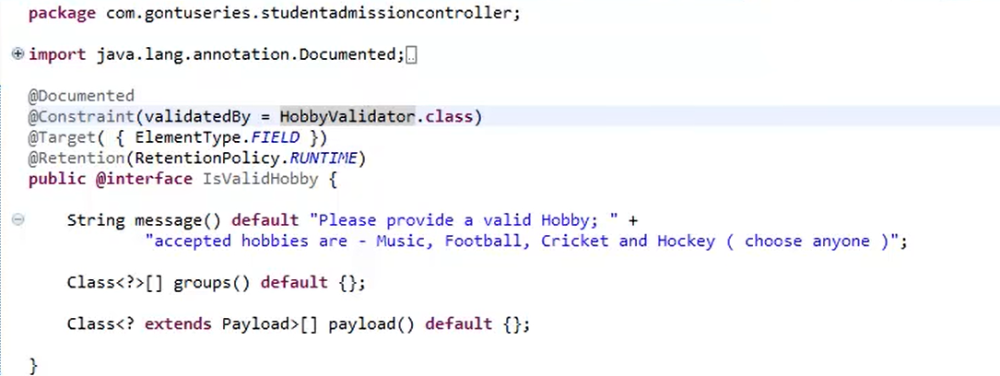 package com.gontuseries.studentadmissioncontroller;
import java.lang.annotation.Documented;
@Documented
@Constraint(validatedBy = HobbyValidator.class)
@Target( { ElementType.FIELD })
@Retention(RetentionPolicy.RUNTIME)
public @interface IsValidHobby {
String message() default "Please provide a valid Hobby; " +
"accepted hobbies are - Music, Football, Cricket and Hockey ( choose anyone )";
Class<?>[] groups() default {};
Class<? extends Payload>[] payload() default {};
}